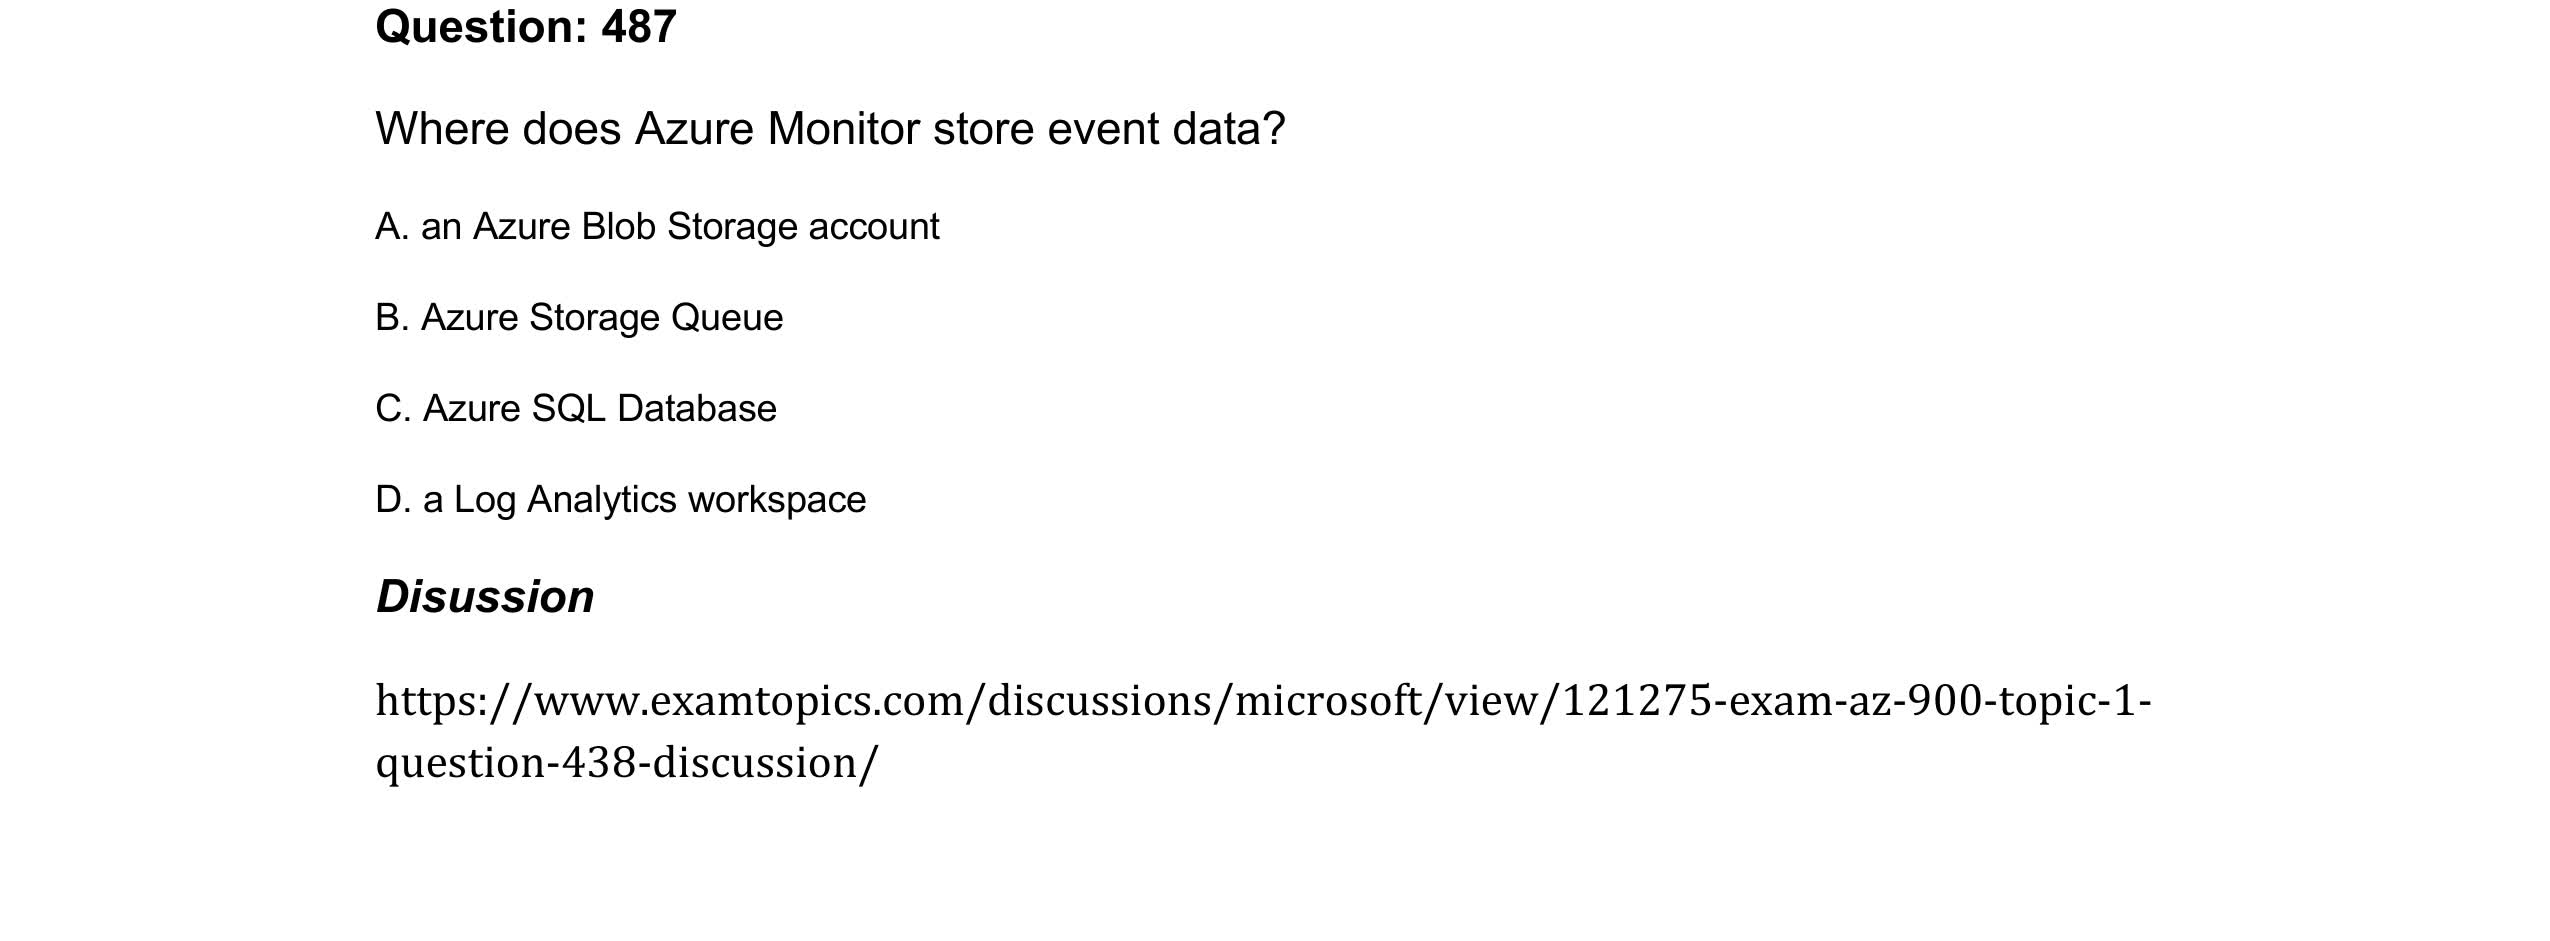 Question: 487
Where does Azure Monitor store event data?
A. an Azure Blob Storage account
B. Azure Storage Queue
C. Azure SQL Database
D. a Log Analytics workspace
Disussion
https://www.examtopics.com/discussions/microsoft/view/121275-exam-az-900-topic-1-
question-438-discussion/